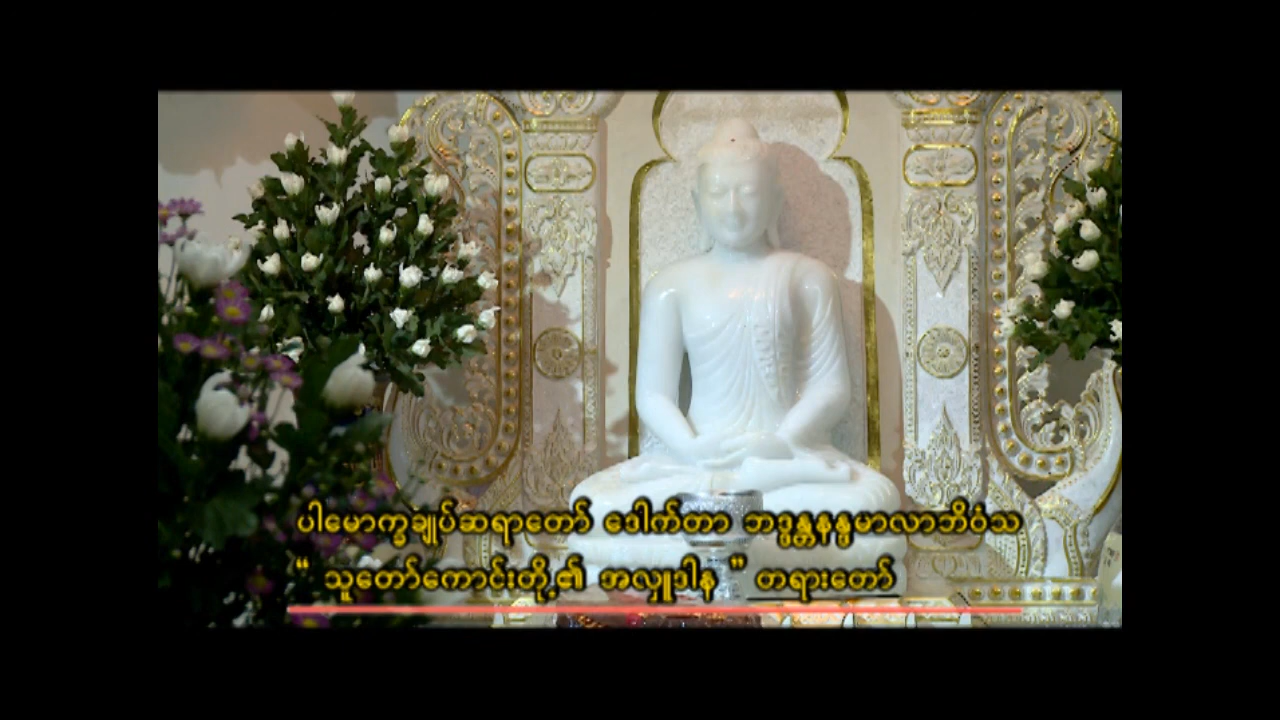 ပါမောက္ခချုပ်ဆရာတော် ဒေါက်တာ ဘဒ္ဒန္တနန္ဒမာလာဘိဝံသ
“ သူတော်ကောင်းတို့၏ အလှူဒါန ” တရားတော်